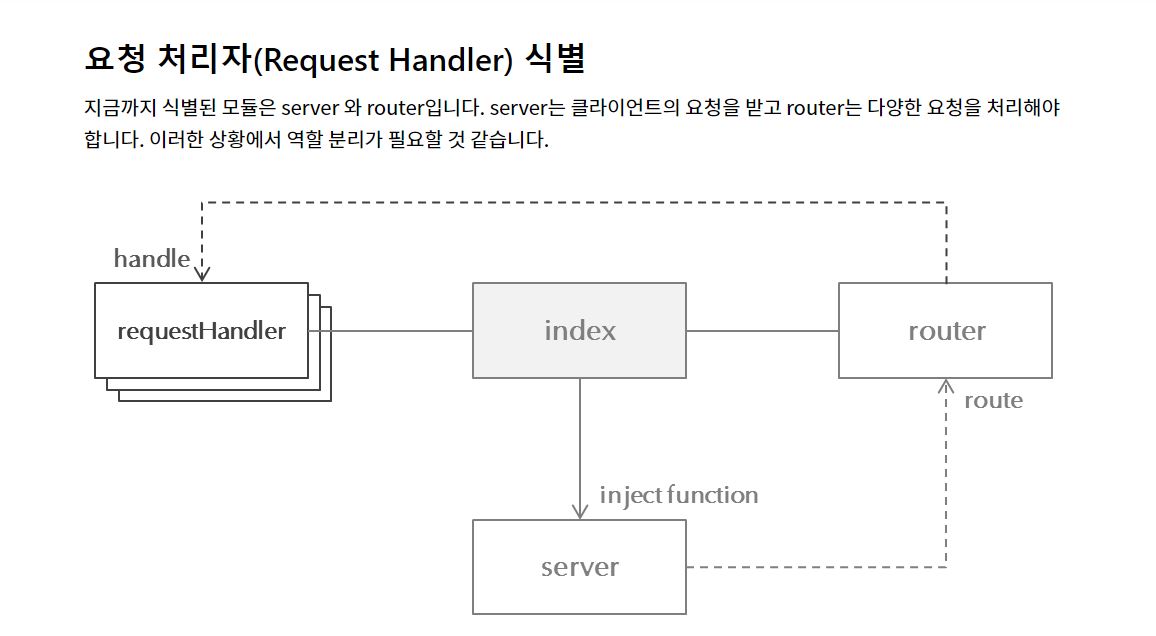 요청 처리자(Request Handler) 식별
지금까지 식별된 모듈은 server 와 router입니다. server는 클라이언트의 요청을 받고 router는 다양한 요청을 처리해야
합니다. 이러한 상황에서 역할 분리가 필요할 것 같습니다.
handle
requestHandler
index
router
route
inject function
server